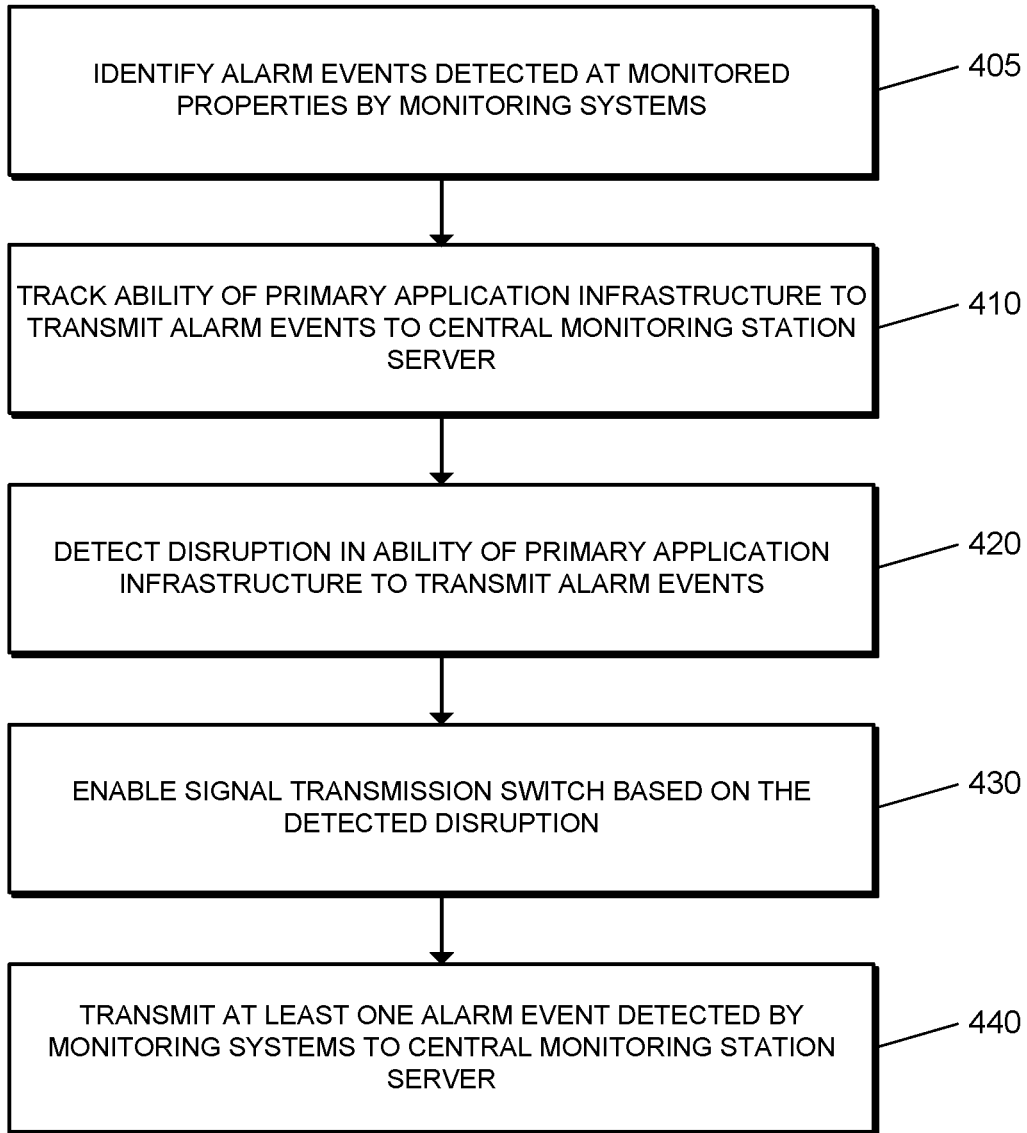 IDENTIFY ALARM EVENTS DETECTED AT MONITORED
PROPERTIES BY MONITORING SYSTEMS
405
TRACK ABILITY OF PRIMARY APPLICATION INFRASTRUCTURE TO
TRANSMIT ALARM EVENTS TO CENTRAL MONITORING STATION
SERVER
410
DETECT DISRUPTION IN ABILITY OF PRIMARY APPLICATION
INFRASTRUCTURE TO TRANSMIT ALARM EVENTS
420
ENABLE SIGNAL TRANSMISSION SWITCH BASED ON THE
DETECTED DISRUPTION
430
TRANSMIT AT LEAST ONE ALARM EVENT DETECTED BY
MONITORING SYSTEMS TO CENTRAL MONITORING STATION
SERVER
440